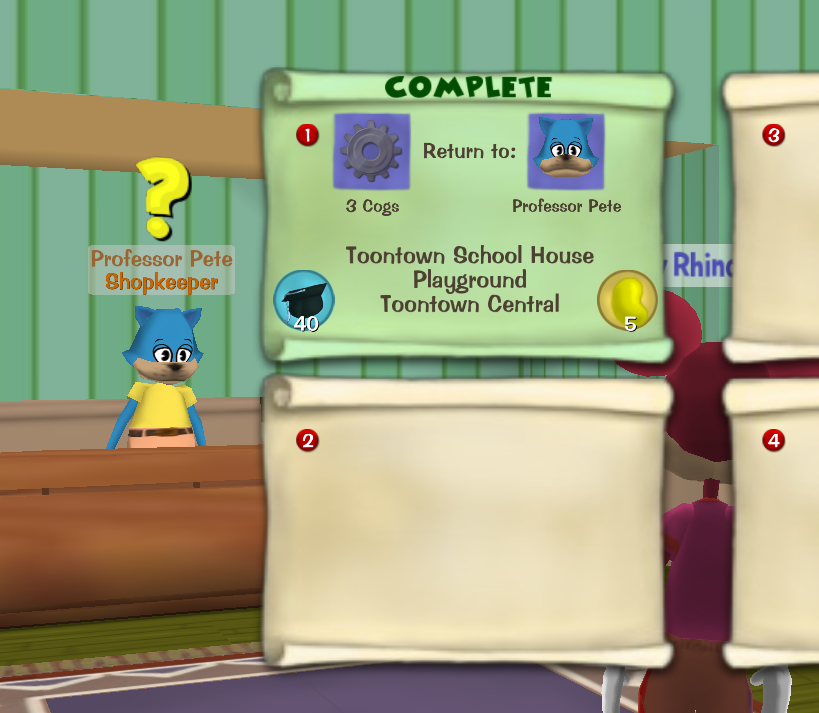 COMPLETE
1
Return to:
3 Cogs
Professor Pete
Toontown School House
Playground
Toontown Central
40
5
Professor Pete
Shopkeeper
3
2
4